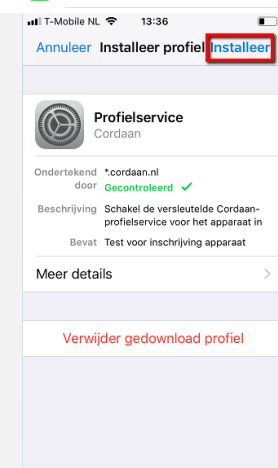 T-Mobile NL 13:36
Annuleer Installeer profiel Installeer
Profielservice
Cordaan
Ondertekend door *.cordaan.nl
Gecontroleerd ✓
Beschrijving Schakel de versleutelde Cordaan-
profielservice voor het apparaat in
Bevat Test voor inschrijving apparaat
Meer details
Verwijder gedownload profiel